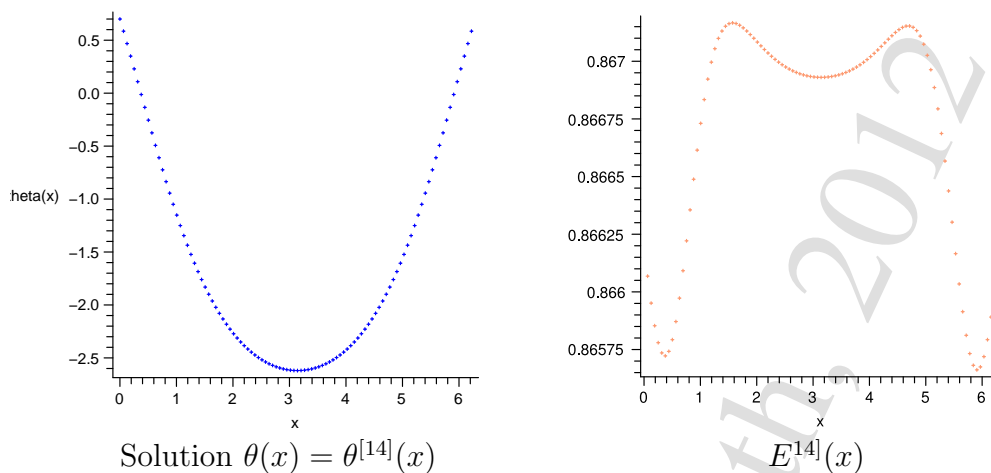 0.5
0.0
−0.5
−1.0
heta(x)
−1.5
−2.0
−2.5
0 1 2 3 4 5 6
x
Solution θ(x) = θ^{[14]}(x)
0.867
0.86675
0.8665
0.86625
0.866
0.86575
0 1 2 3 4 5 6
x
E^{14]}(x)
th, 2012